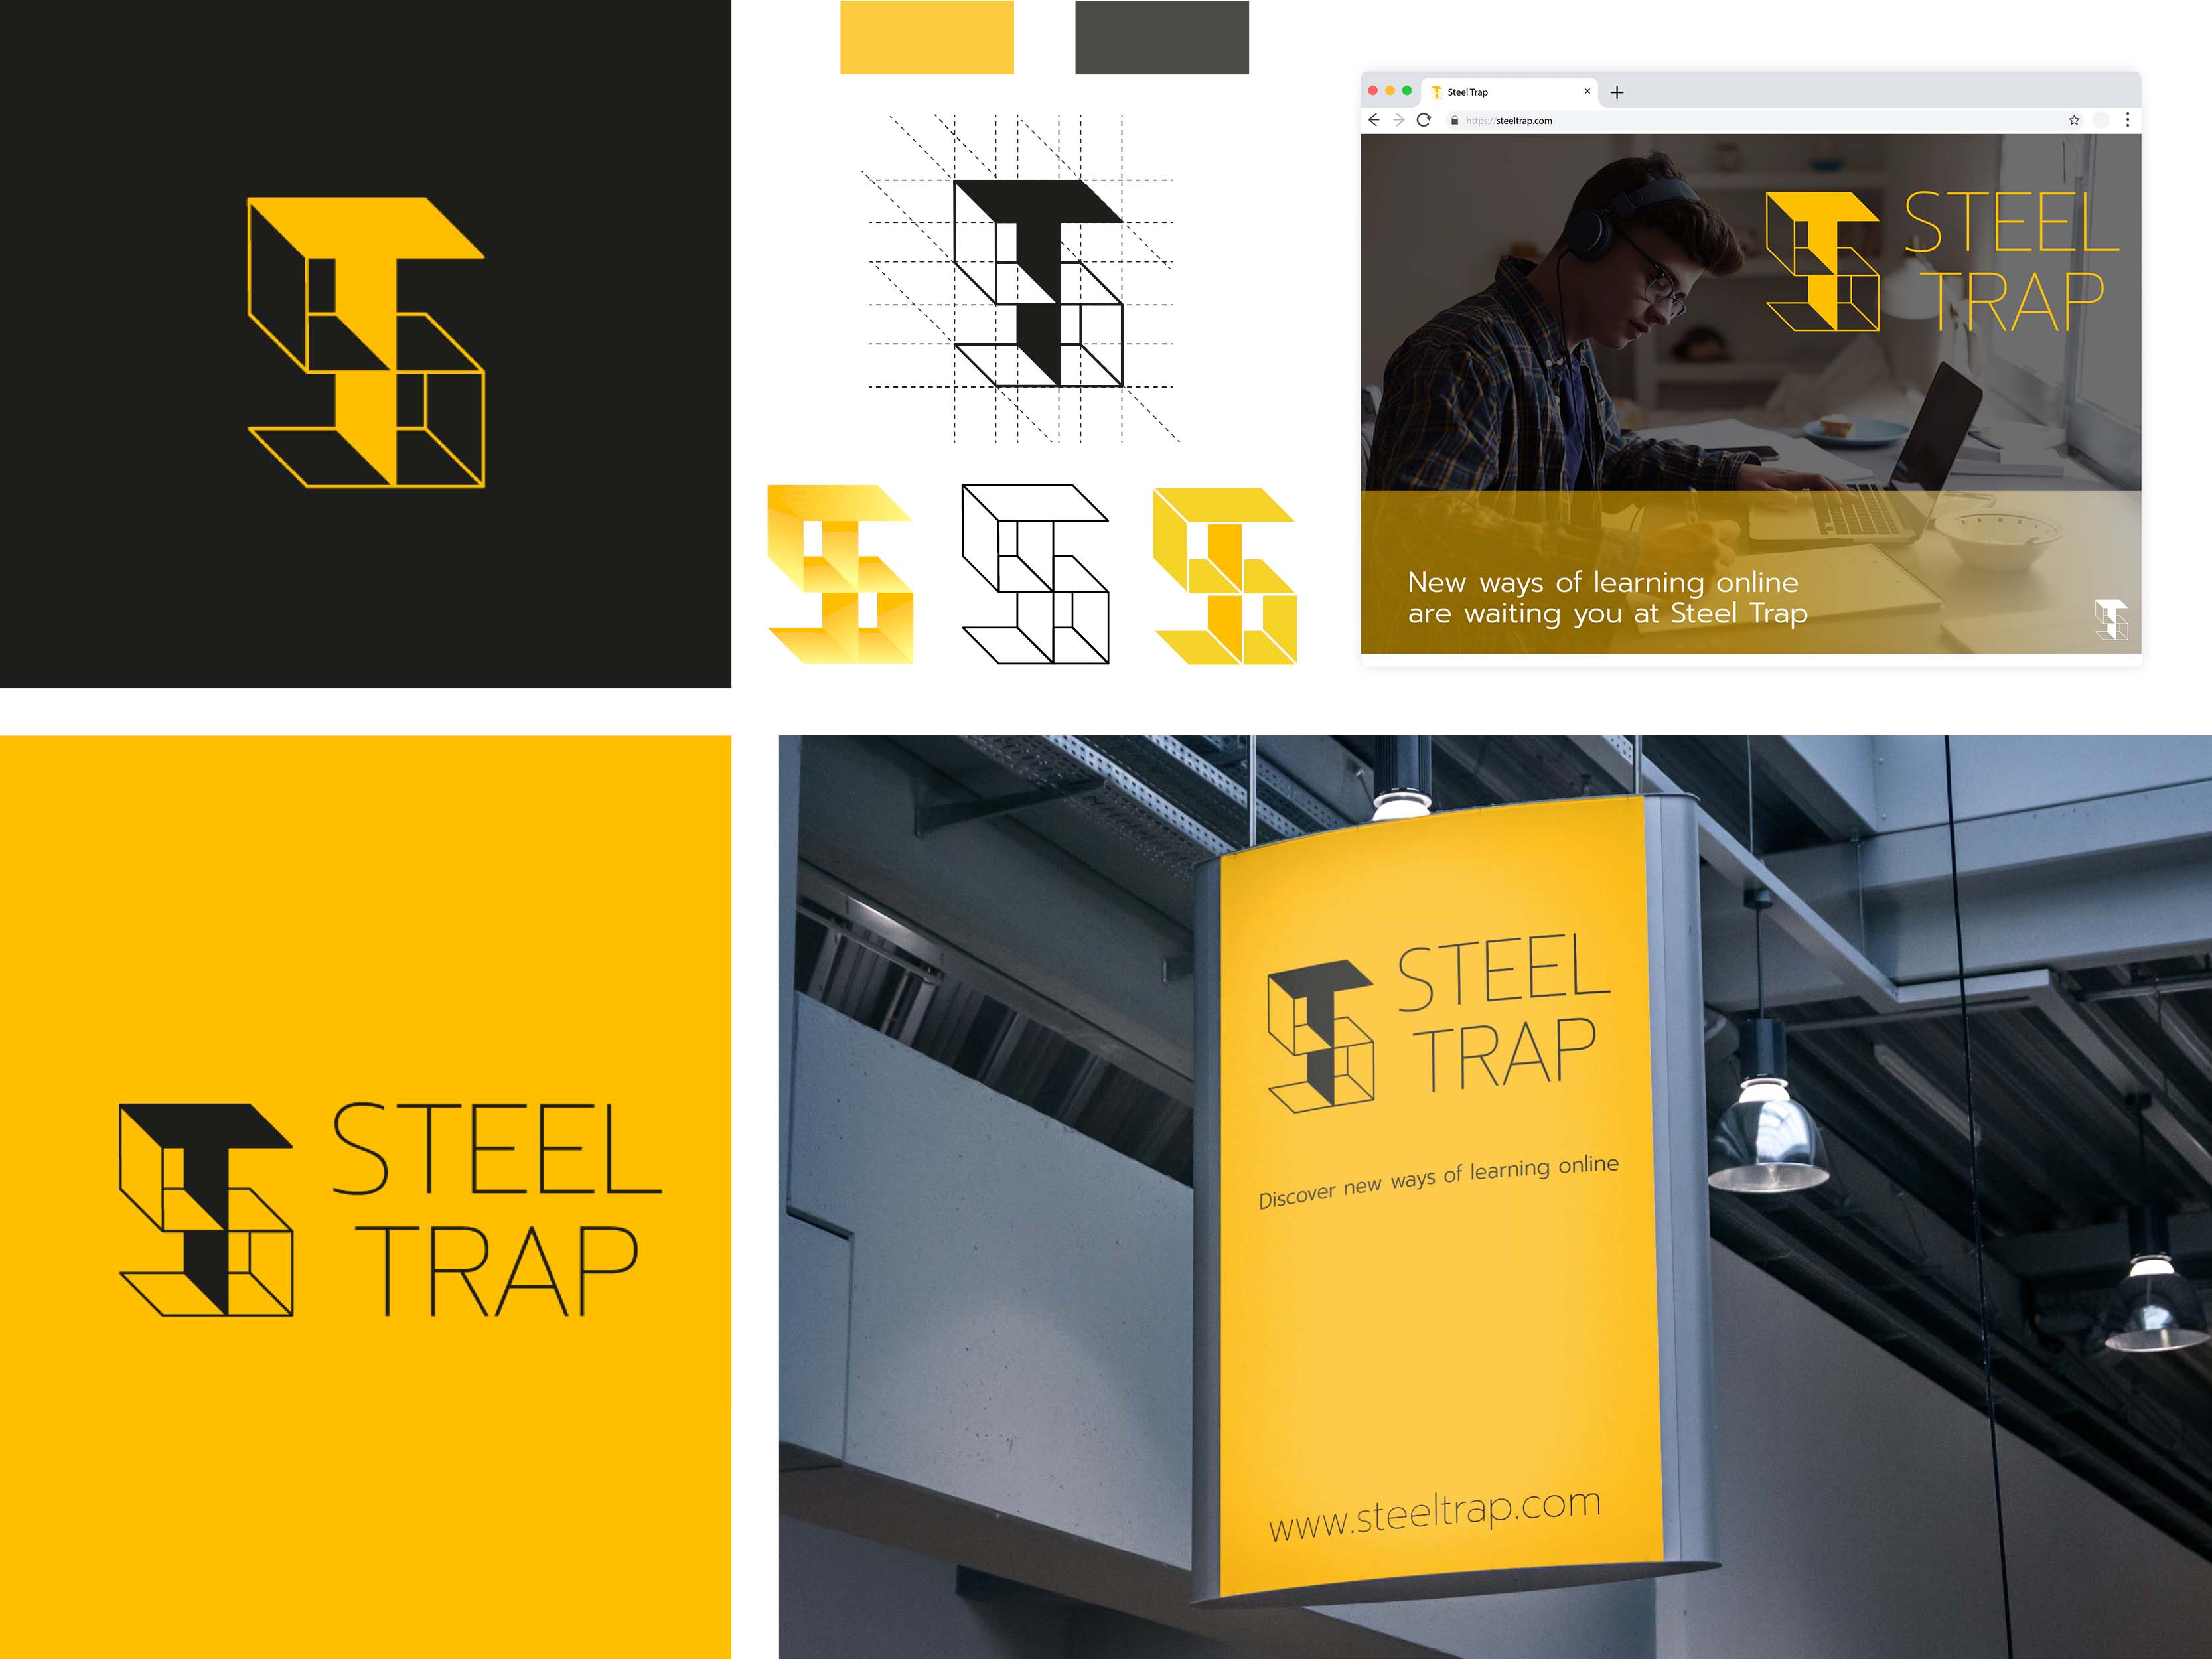 Steel Trap
https://steeltrap.com
STEEL
TRAP
New ways of learning online
are waiting you at Steel Trap
STEEL
TRAP
STEEL
TRAP
Discover new ways of learning online
www.steeltrap.com